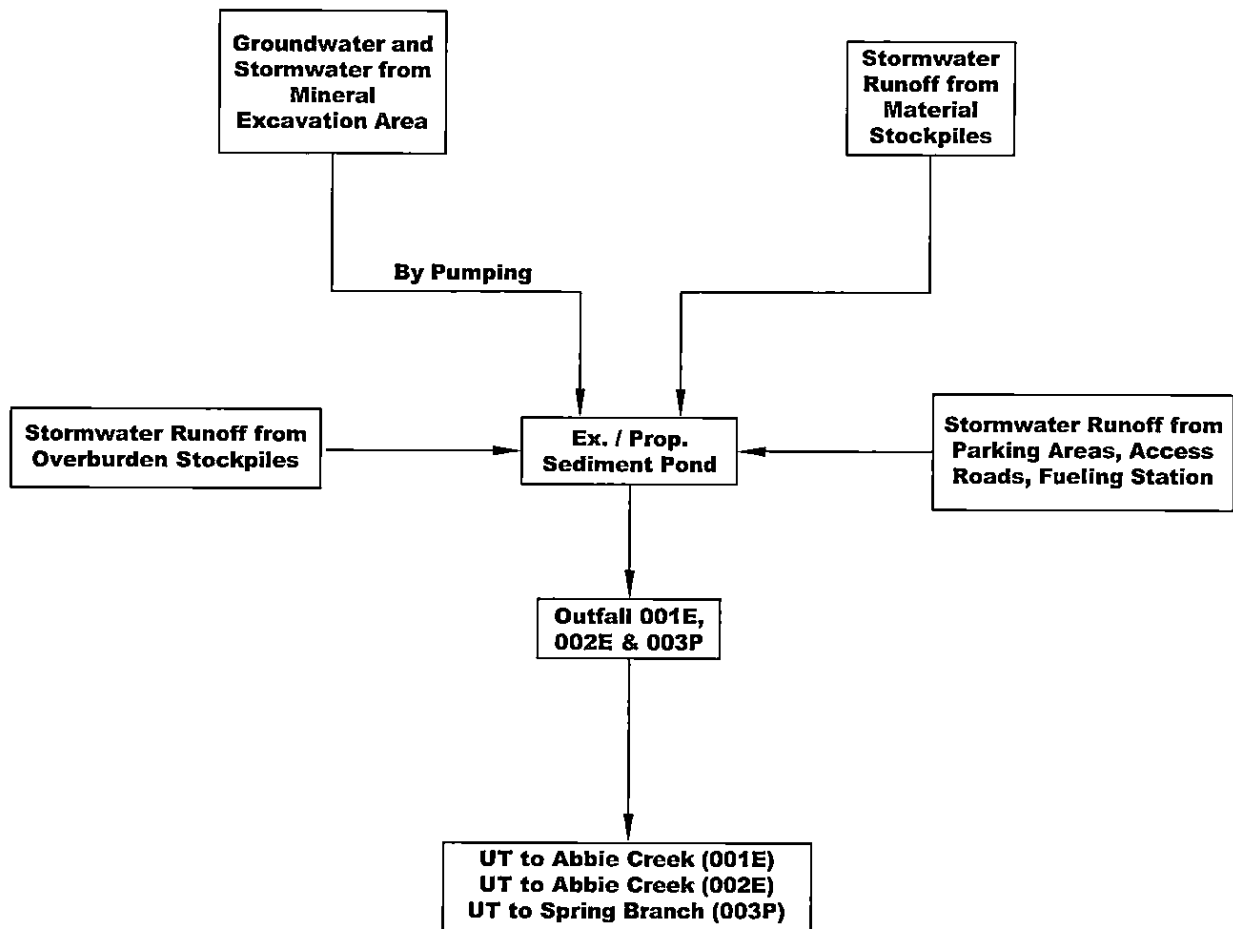 Groundwater and
Stormwater from
Mineral
Excavation Area
Stormwater
Runoff from
Material
Stockpiles
By Pumping
Stormwater Runoff from
Overburden Stockpiles
Ex. / Prop.
Sediment Pond
Stormwater Runoff from
Parking Areas, Access
Roads, Fueling Station
Outfall 001E,
002E & 003P
UT to Abbie Creek (001E)
UT to Abbie Creek (002E)
UT to Spring Branch (003P)